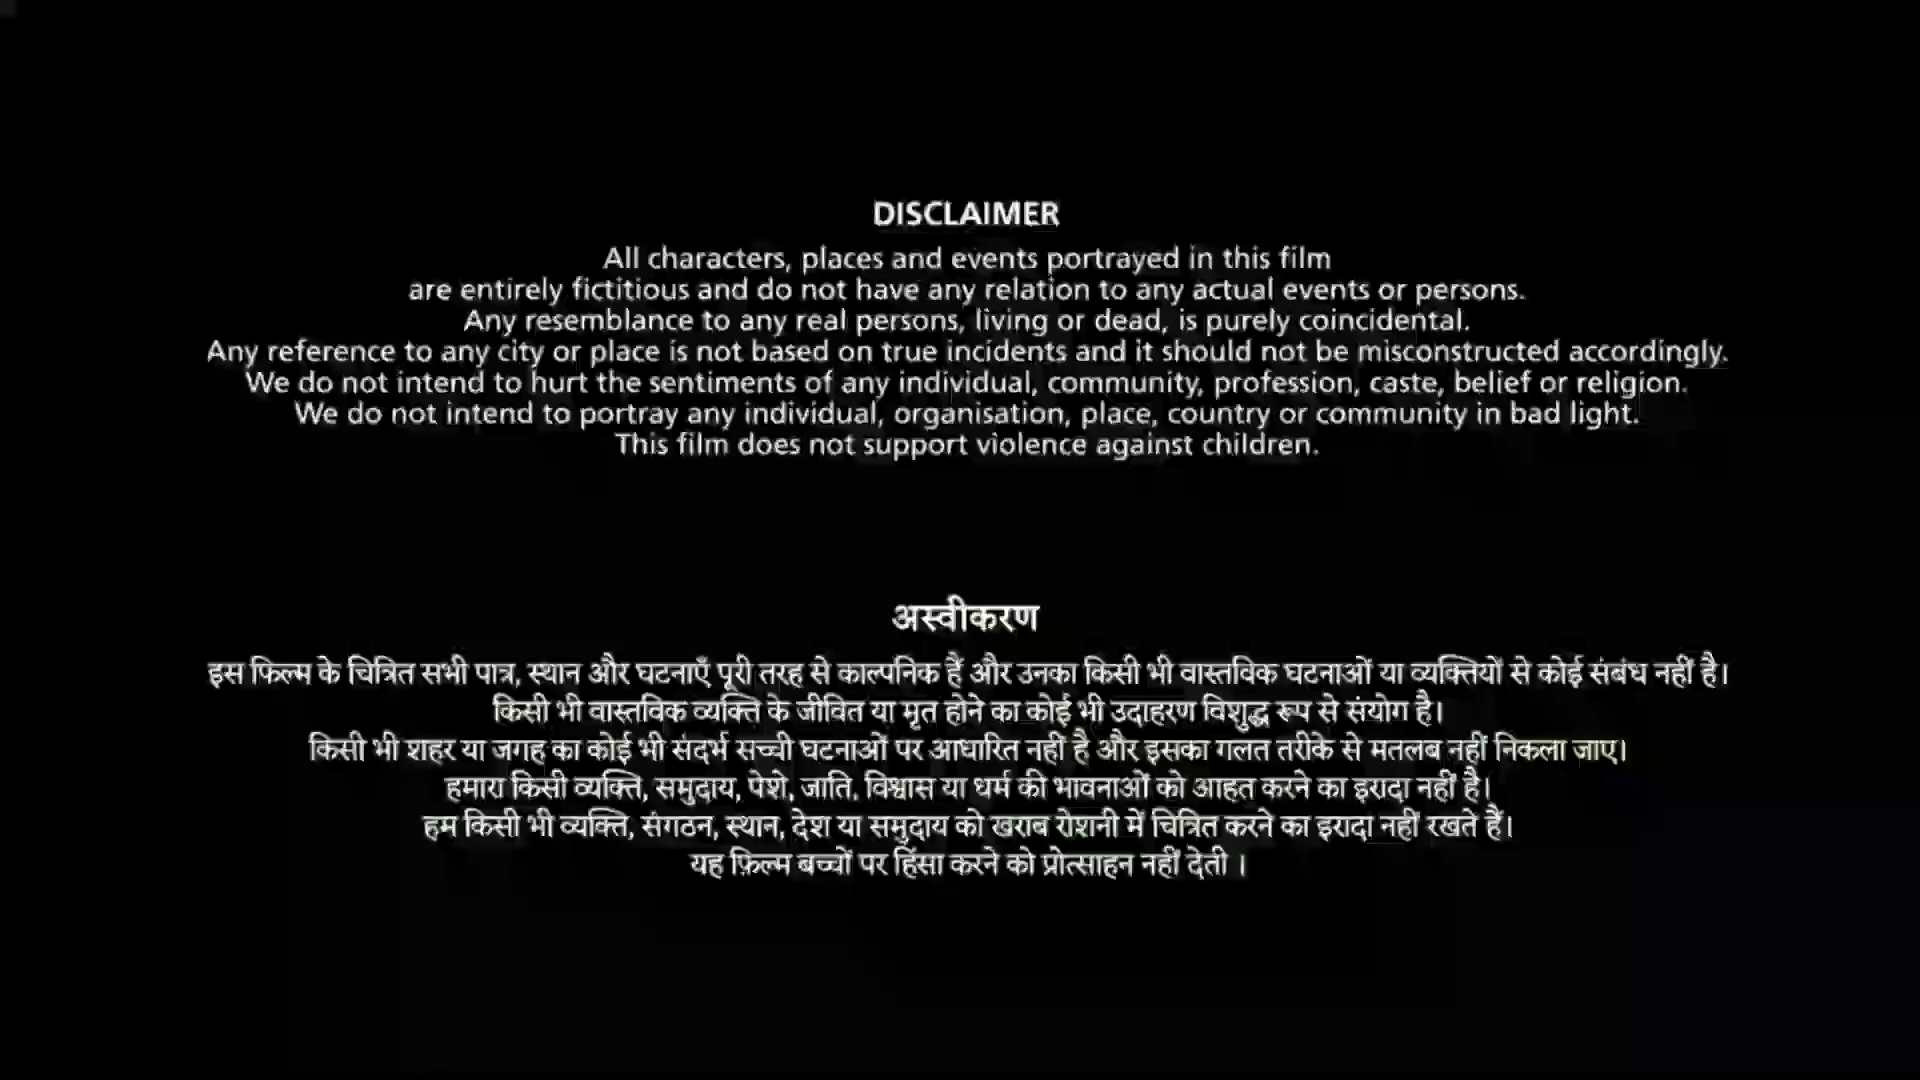 DISCLAIMER
All characters, places and events portrayed in this film
are entirely fictitious and do not have any relation to any actual events or persons.
Any resemblance to any real persons, living or dead, is purely coincidental.
Any reference to any city or place is not based on true incidents and it should not be misconstructed accordingly.
We do not intend to hurt the sentiments of any individual, community, profession, caste, belief or religion.
We do not intend to portray any individual, organisation, place, country or community in bad light.
This film does not support violence against children.
अस्वीकरण
इस फिल्म के चित्रित सभी पात्र, स्थान और घटनाएँ पूरी तरह से काल्पनिक हैं और उनका किसी भी वास्तविक घटनाओं या व्यक्तियों से कोई संबंध नहीं है।
किसी भी वास्तविक व्यक्ति के जीवित या मृत होने का कोई भी उदाहरण विशुद्ध रूप से संयोग है।
किसी भी शहर या जगह का कोई भी संदर्भ सच्ची घटनाओं पर आधारित नहीं है और इसका गलत तरीके से मतलब नहीं निकला जाए।
हमारा किसी व्यक्ति, समुदाय, पेशे, जाति, विश्वास या धर्म की भावनाओं को आहत करने का इरादा नहीं है।
हम किसी भी व्यक्ति, संगठन, स्थान, देश या समुदाय को खराब रोशनी में चित्रित करने का इरादा नहीं रखते हैं।
यह फ़िल्म बच्चों पर हिंसा करने को प्रोत्साहन नहीं देती ।